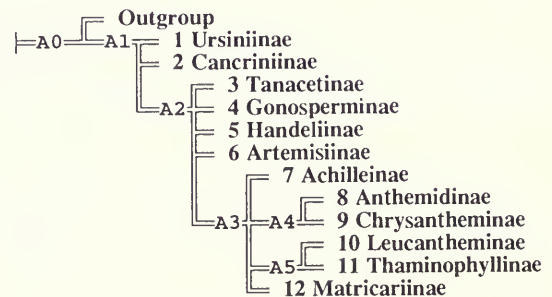 Outgroup
A0 A1 1 Ursiniinae
2 Cancriniinae
3 Tanacetinae
A2 4 Gonosperminae
5 Handeliinae
6 Artemisiinae
7 Achilleinae
8 Anthemidinae
A3 A4 9 Chrysantheminae
10 Leucantheminae
A5 11 Thaminophyllinae
12 Matricariinae